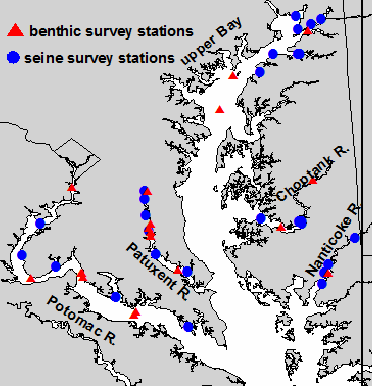 benthic survey stations
seine survey stations
upper Bay
Choptank R.
Nanticoke R.
Patuxent R.
Potomac R.